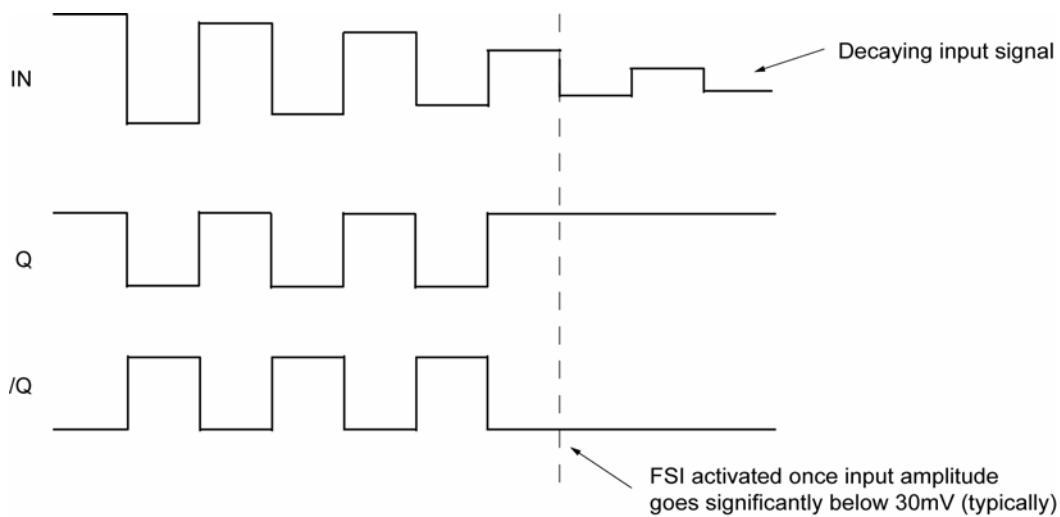 IN
Decaying input signal
Q
/Q
FSI activated once input amplitude
goes significantly below 30mV (typically)